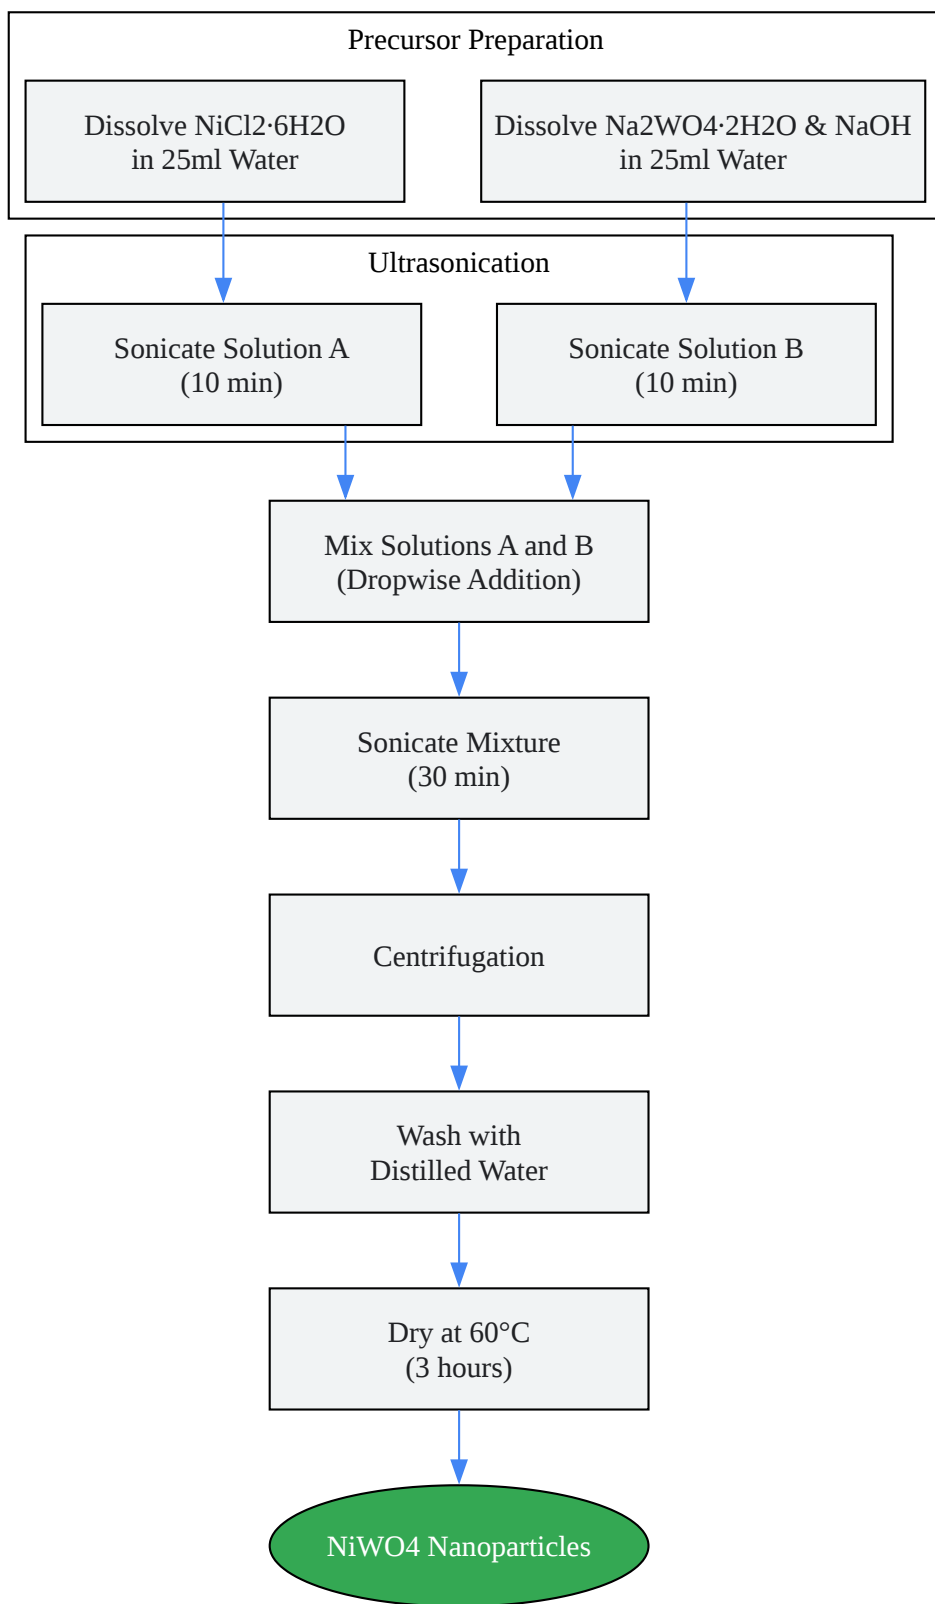 Precursor Preparation
Dissolve NiCl2·6H2O
in 25ml Water
Dissolve Na2WO4·2H2O & NaOH
in 25ml Water
Ultrasonication
Sonicate Solution A
(10 min)
Sonicate Solution B
(10 min)
Mix Solutions A and B
(Dropwise Addition)
Sonicate Mixture
(30 min)
Centrifugation
Wash with
Distilled Water
Dry at 60°C
(3 hours)
NiWO4 Nanoparticles